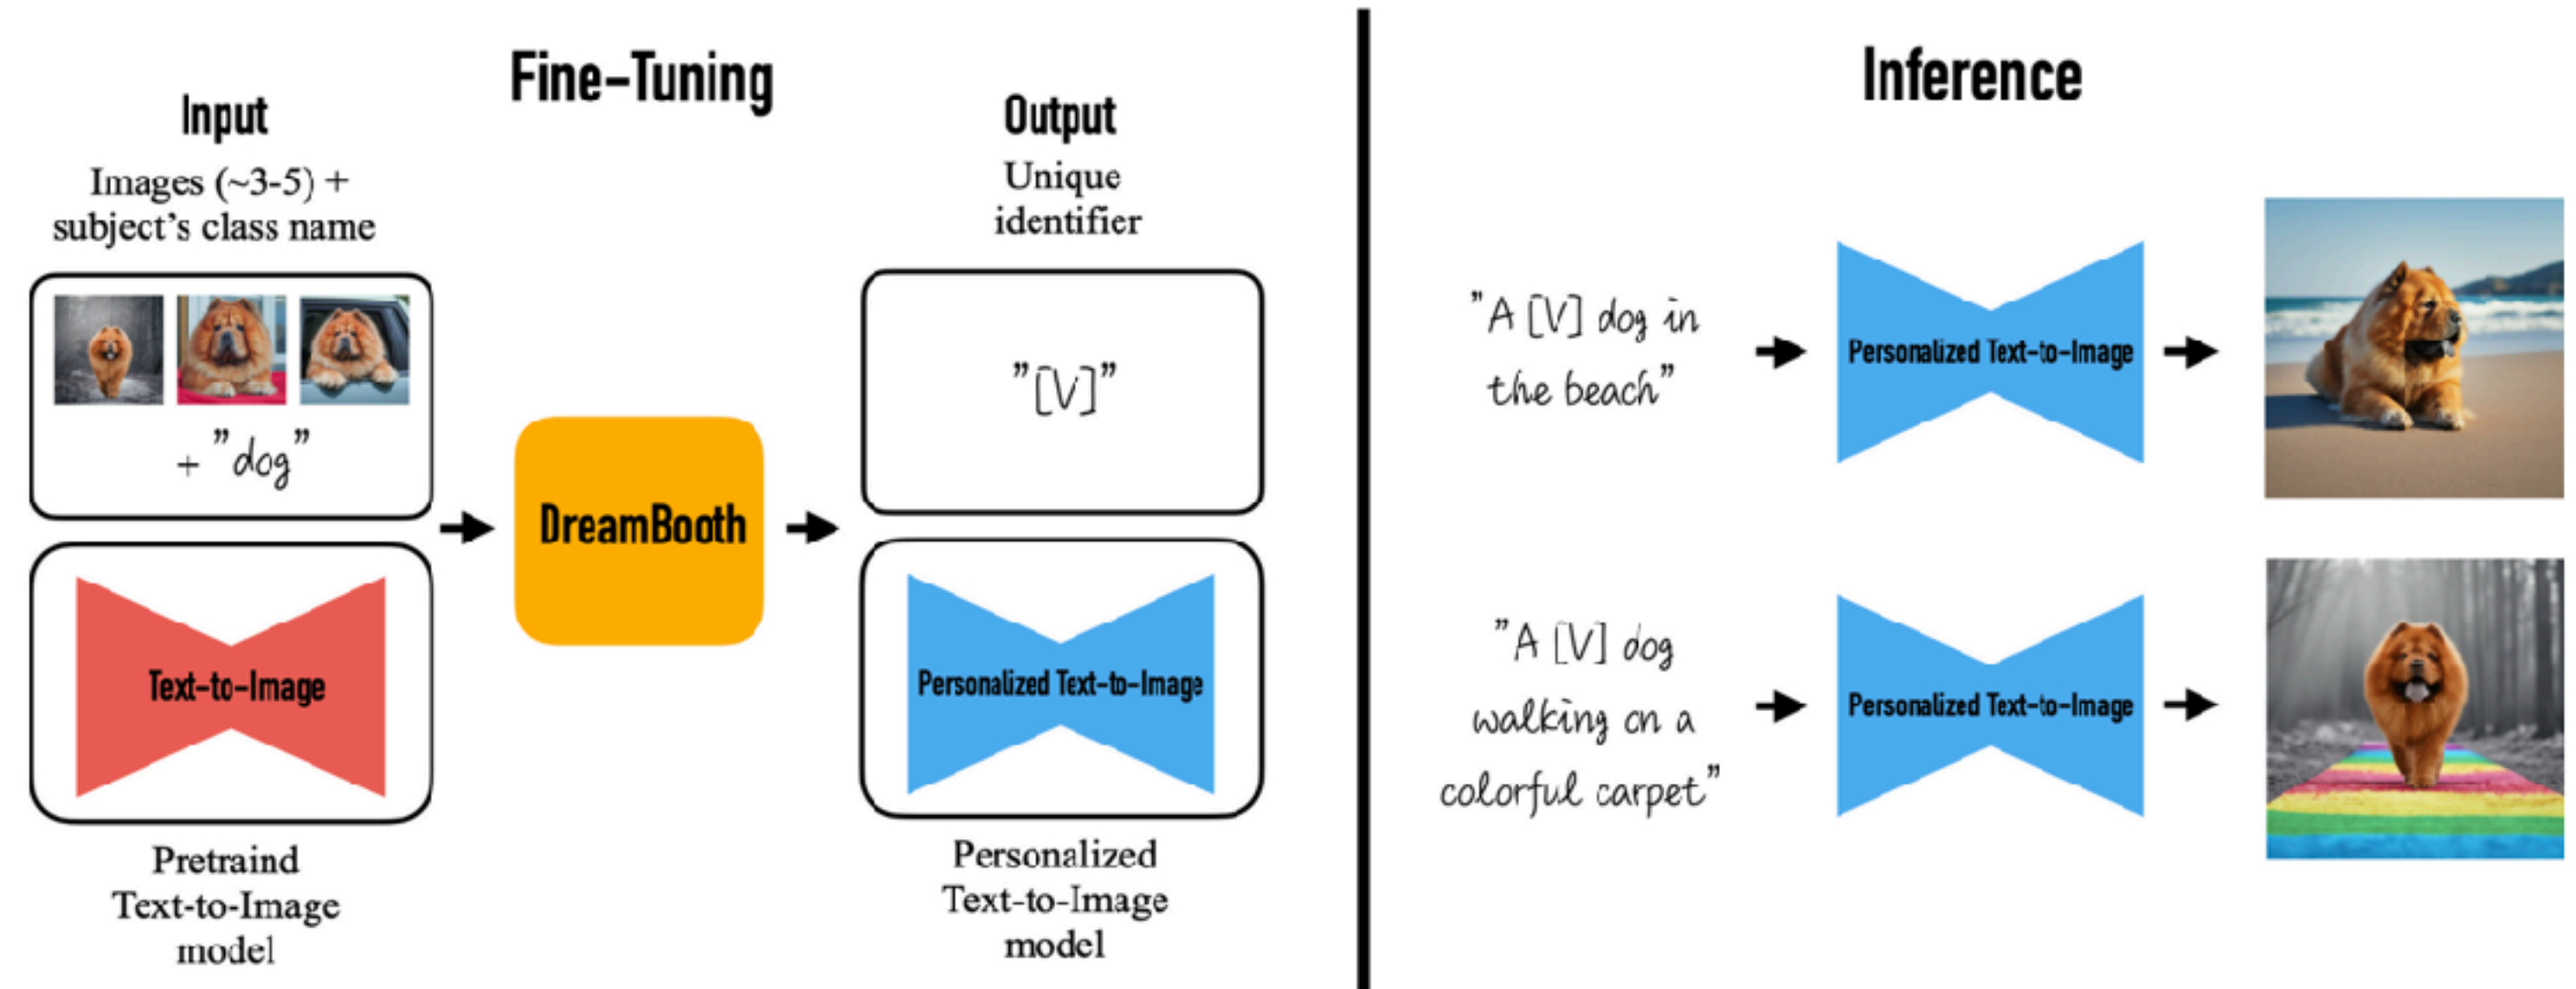 Fine-Tuning
Input
Images (~3-5) +
subject's class name
+ "dog"
Text-to-Image
Pretraind
Text-to-Image
model
DreamBooth
Output
Unique
identifier
"[V]"
Personalized Text-to-Image
Personalized
Text-to-Image
model
Inference
"A [V] dog in
the beach"
Personalized Text-to-Image
"A [V] dog
walking on a
colorful carpet"
Personalized Text-to-Image